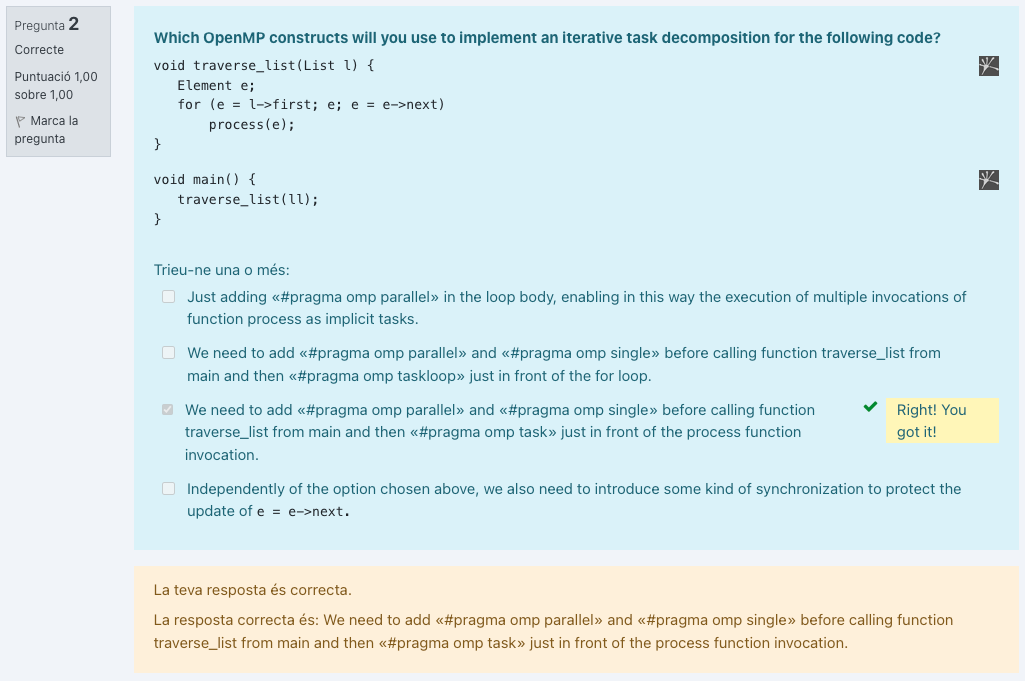 Pregunta 2
Correcte
Puntuació 1,00
sobre 1,00
Marca la
pregunta
Which OpenMP constructs will you use to implement an iterative task decomposition for the following code?
void traverse_list(List l) {
   Element e;
   for (e = l->first; e; e = e->next)
       process(e);
}
void main() {
   traverse_list(ll);
}
Trieu-ne una o més:
Just adding «#pragma omp parallel» in the loop body, enabling in this way the execution of multiple invocations of
function process as implicit tasks.
We need to add «#pragma omp parallel» and «#pragma omp single» before calling function traverse_list from
main and then «#pragma omp taskloop» just in front of the for loop.
We need to add «#pragma omp parallel» and «#pragma omp single» before calling function
traverse_list from main and then «#pragma omp task» just in front of the process function
invocation.
Right! You
got it!
Independently of the option chosen above, we also need to introduce some kind of synchronization to protect the
update of e = e->next.
La teva resposta és correcta.
La resposta correcta és: We need to add «#pragma omp parallel» and «#pragma omp single» before calling function
traverse_list from main and then «#pragma omp task» just in front of the process function invocation.